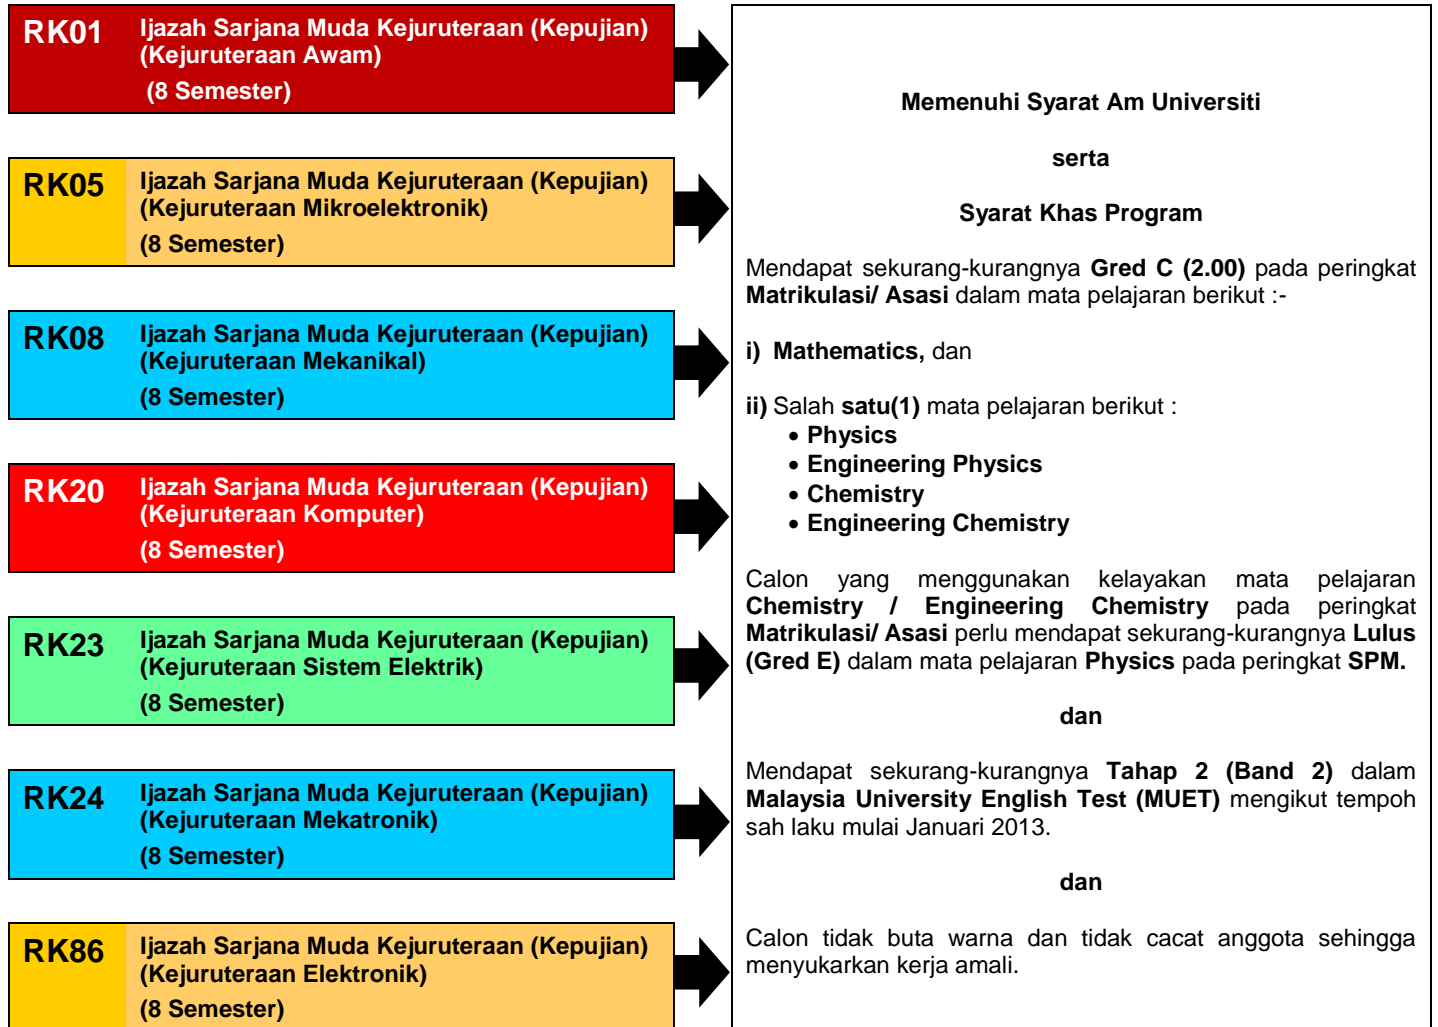 RK01 Ijazah Sarjana Muda Kejuruteraan (Kepujian)
(Kejuruteraan Awam)
(8 Semester)
RK05 Ijazah Sarjana Muda Kejuruteraan (Kepujian)
(Kejuruteraan Mikroelektronik)
(8 Semester)
RK08 Ijazah Sarjana Muda Kejuruteraan (Kepujian)
(Kejuruteraan Mekanikal)
(8 Semester)
RK20 Ijazah Sarjana Muda Kejuruteraan (Kepujian)
(Kejuruteraan Komputer)
(8 Semester)
RK23 Ijazah Sarjana Muda Kejuruteraan (Kepujian)
(Kejuruteraan Sistem Elektrik)
(8 Semester)
RK24 Ijazah Sarjana Muda Kejuruteraan (Kepujian)
(Kejuruteraan Mekatronik)
(8 Semester)
RK86 Ijazah Sarjana Muda Kejuruteraan (Kepujian)
(Kejuruteraan Elektronik)
(8 Semester)
Memenuhi Syarat Am Universiti
serta
Syarat Khas Program
Mendapat sekurang-kurangnya Gred C (2.00) pada peringkat
Matrikulasi/ Asasi dalam mata pelajaran berikut :-
i) Mathematics, dan
ii) Salah satu(1) mata pelajaran berikut :
• Physics
• Engineering Physics
• Chemistry
• Engineering Chemistry
Calon yang menggunakan kelayakan mata pelajaran
Chemistry / Engineering Chemistry pada peringkat
Matrikulasi/ Asasi perlu mendapat sekurang-kurangnya Lulus
(Gred E) dalam mata pelajaran Physics pada peringkat SPM.
dan
Mendapat sekurang-kurangnya Tahap 2 (Band 2) dalam
Malaysia University English Test (MUET) mengikut tempoh
sah laku mulai Januari 2013.
dan
Calon tidak buta warna dan tidak cacat anggota sehingga
menyukarkan kerja amali.